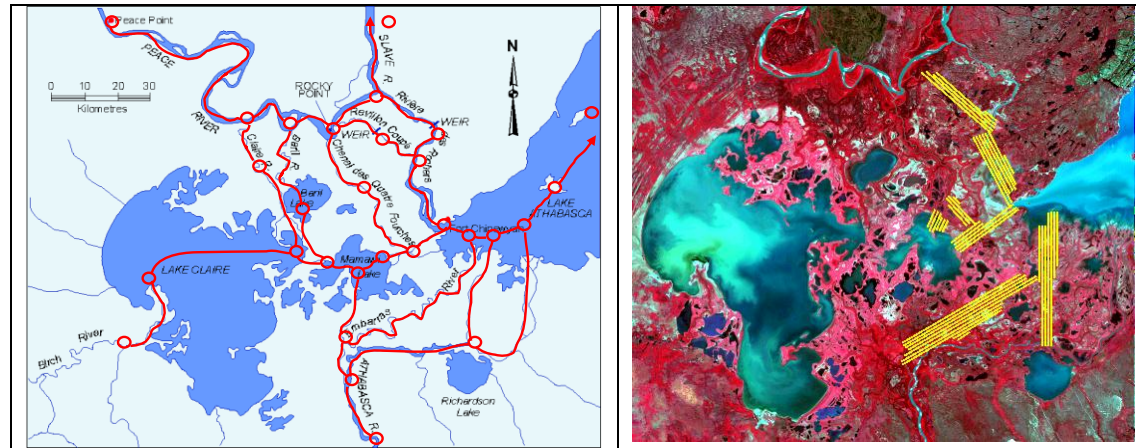 Peace Point
PEACE
RIVER
SLAVE R.
N
0 10 20 30
Kilometres
ROCKY
POINT
Rivière
des Rochers
WEIR
WEIR
Revillon Coupe
Chenal des Quatre Fourches
Claire R.
Baril R.
Baril
Lake
LAKE
ATHABASCA
Fort Chipewyan
Mamawi
Lake
LAKE CLAIRE
River
Birch
River
ATHABASCA R.
Richardson
Lake